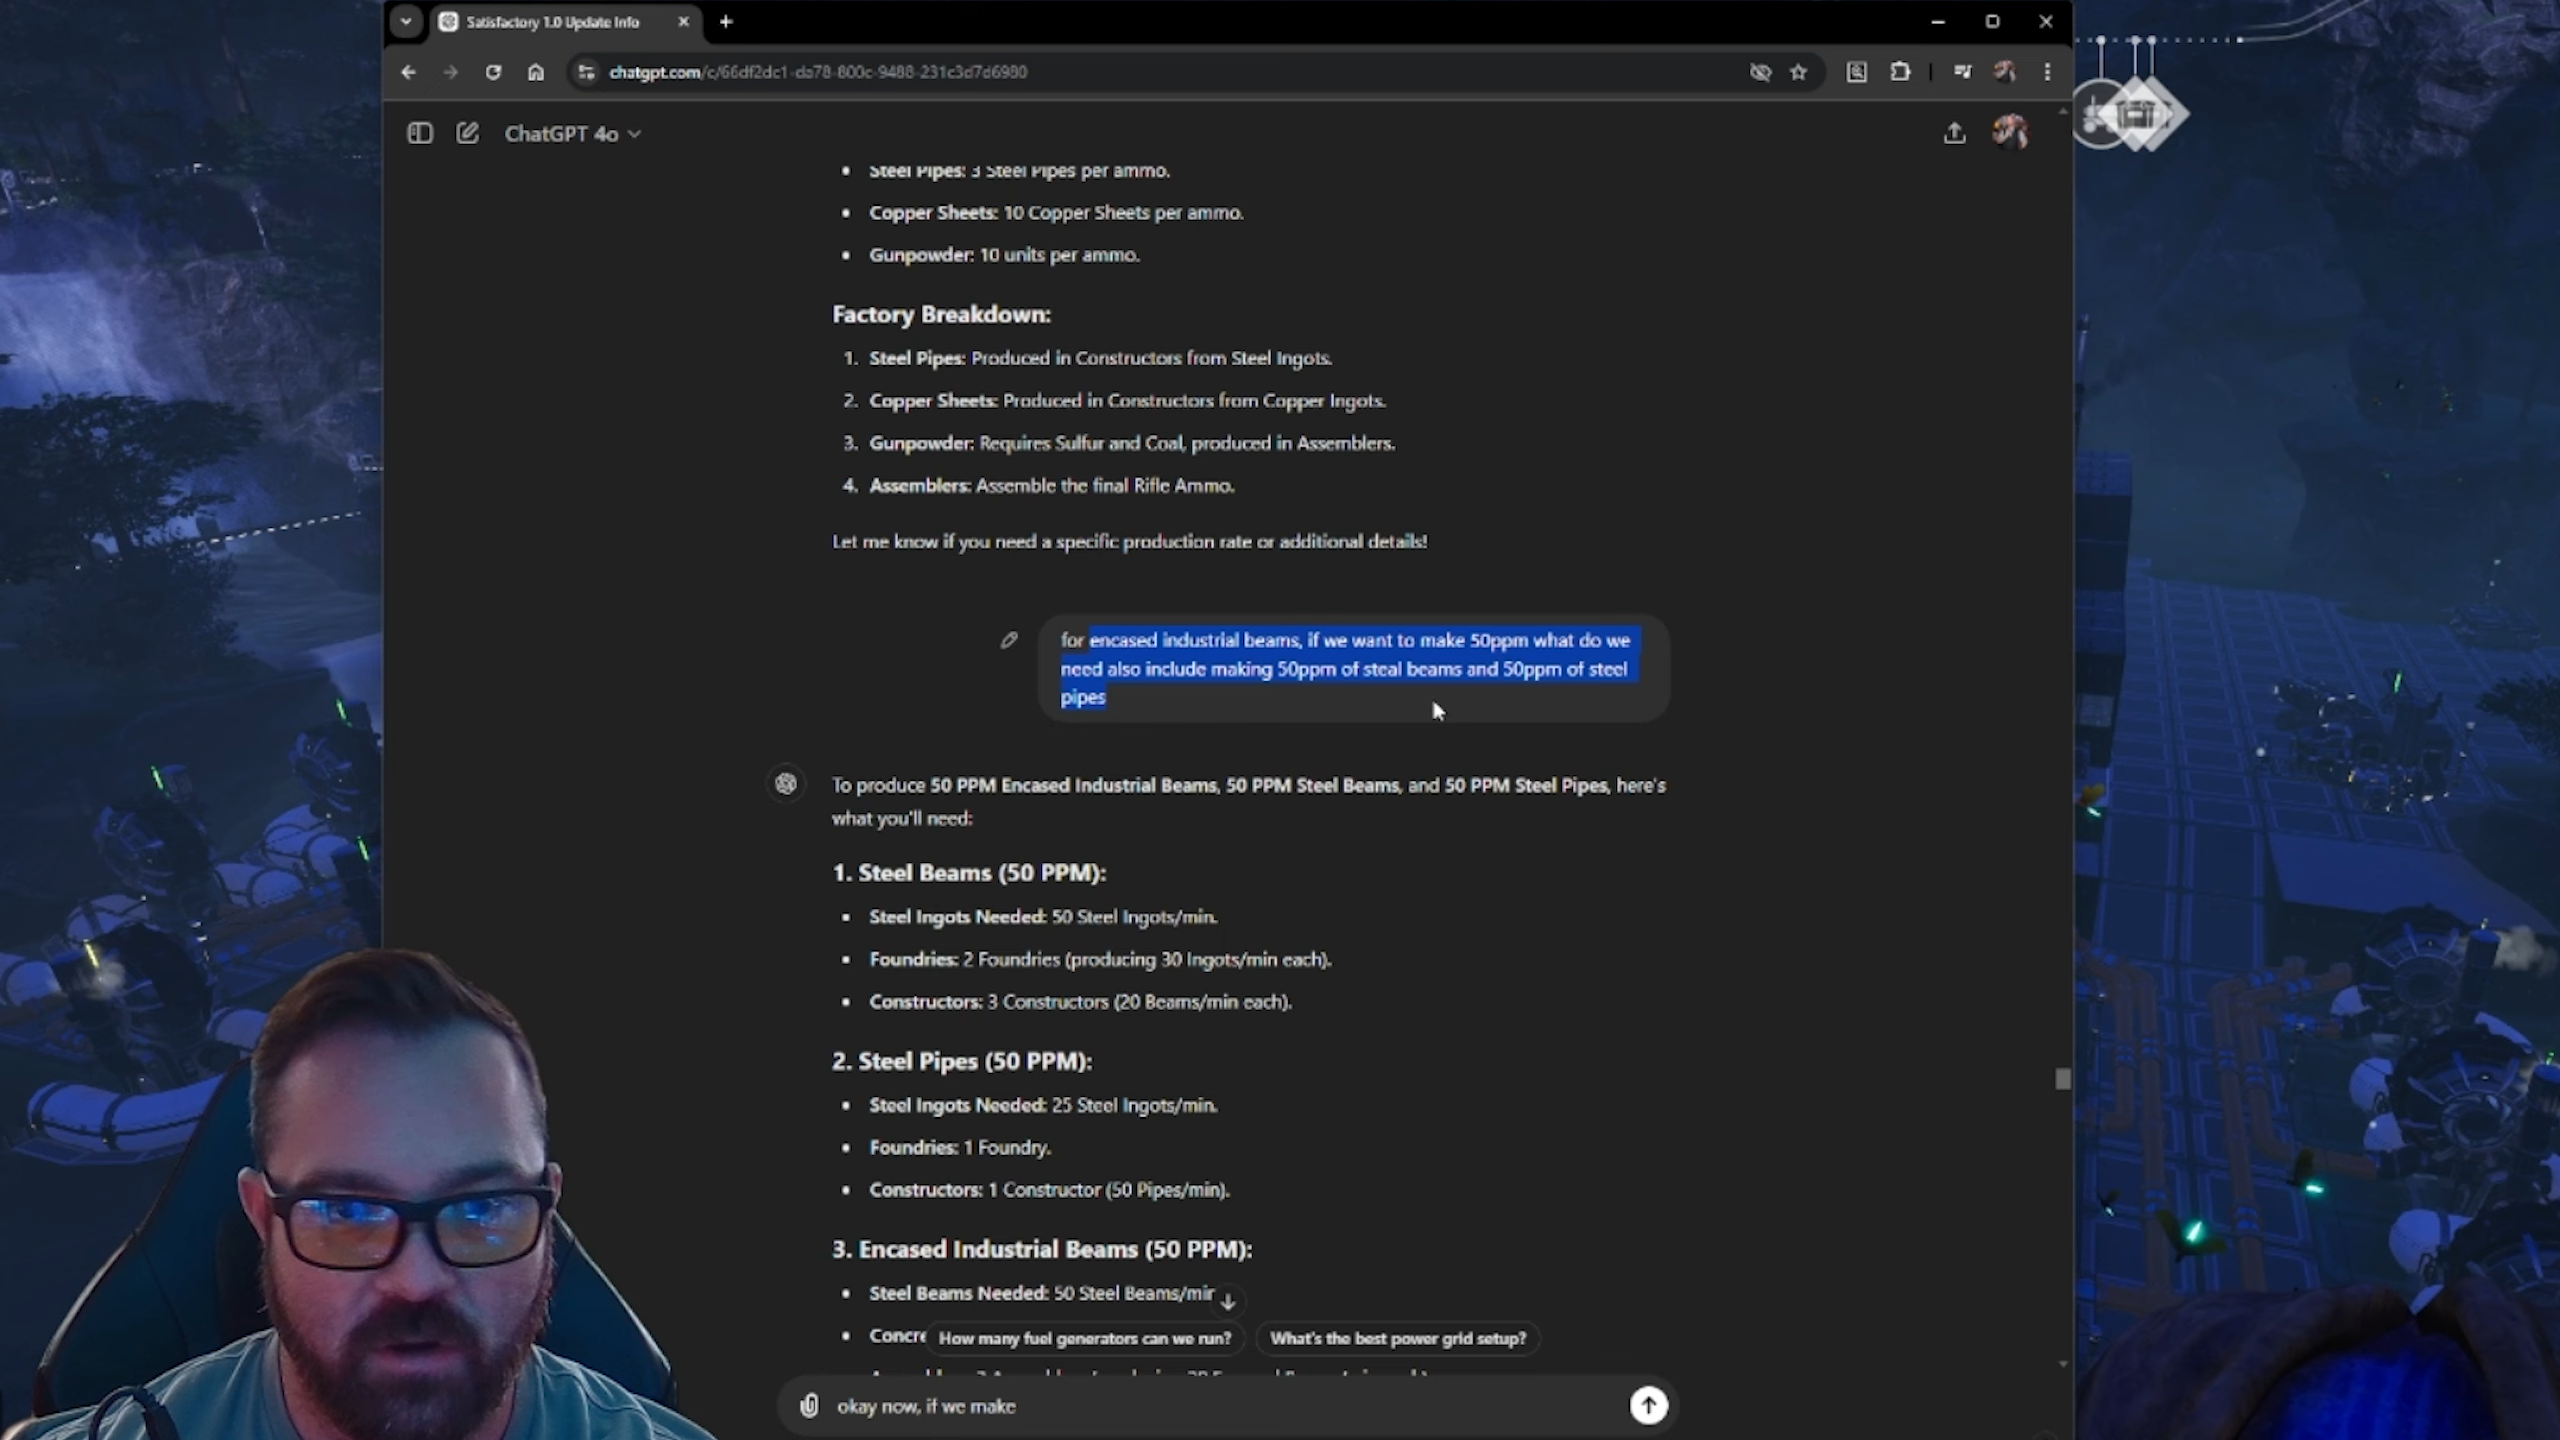 Satisfactory 1.0 Update Info
chatgpt.com/c/66df2dc1-da78-800c-9488-231c3d7d6980
ChatGPT 4o
Steel Pipes: 3 Steel Pipes per ammo.
Copper Sheets: 10 Copper Sheets per ammo.
Gunpowder: 10 units per ammo.
Factory Breakdown:
1. Steel Pipes: Produced in Constructors from Steel Ingots.
2. Copper Sheets: Produced in Constructors from Copper Ingots.
3. Gunpowder: Requires Sulfur and Coal, produced in Assemblers.
4. Assemblers: Assemble the final Rifle Ammo.
Let me know if you need a specific production rate or additional details!
for encased industrial beams, if we want to make 50ppm what do we
need also include making 50ppm of steal beams and 50ppm of steel
pipes
To produce 50 PPM Encased Industrial Beams, 50 PPM Steel Beams, and 50 PPM Steel Pipes, here's
what you'll need:
1. Steel Beams (50 PPM):
Steel Ingots Needed: 50 Steel Ingots/min.
Foundries: 2 Foundries (producing 30 Ingots/min each).
Constructors: 3 Constructors (20 Beams/min each).
2. Steel Pipes (50 PPM):
Steel Ingots Needed: 25 Steel Ingots/min.
Foundries: 1 Foundry.
Constructors: 1 Constructor (50 Pipes/min).
3. Encased Industrial Beams (50 PPM):
Steel Beams Needed: 50 Steel Beams/min
Concre
How many fuel generators can we run?
What's the best power grid setup?
okay now, if we make